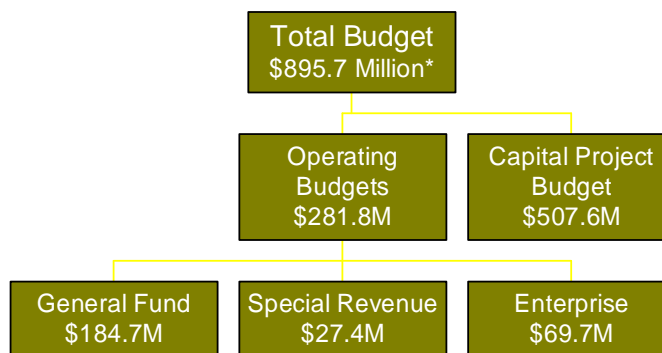 Total Budget
$895.7 Million*
Operating
Budgets
$281.8M
Capital Project
Budget
$507.6M
General Fund
$184.7M
Special Revenue
$27.4M
Enterprise
$69.7M